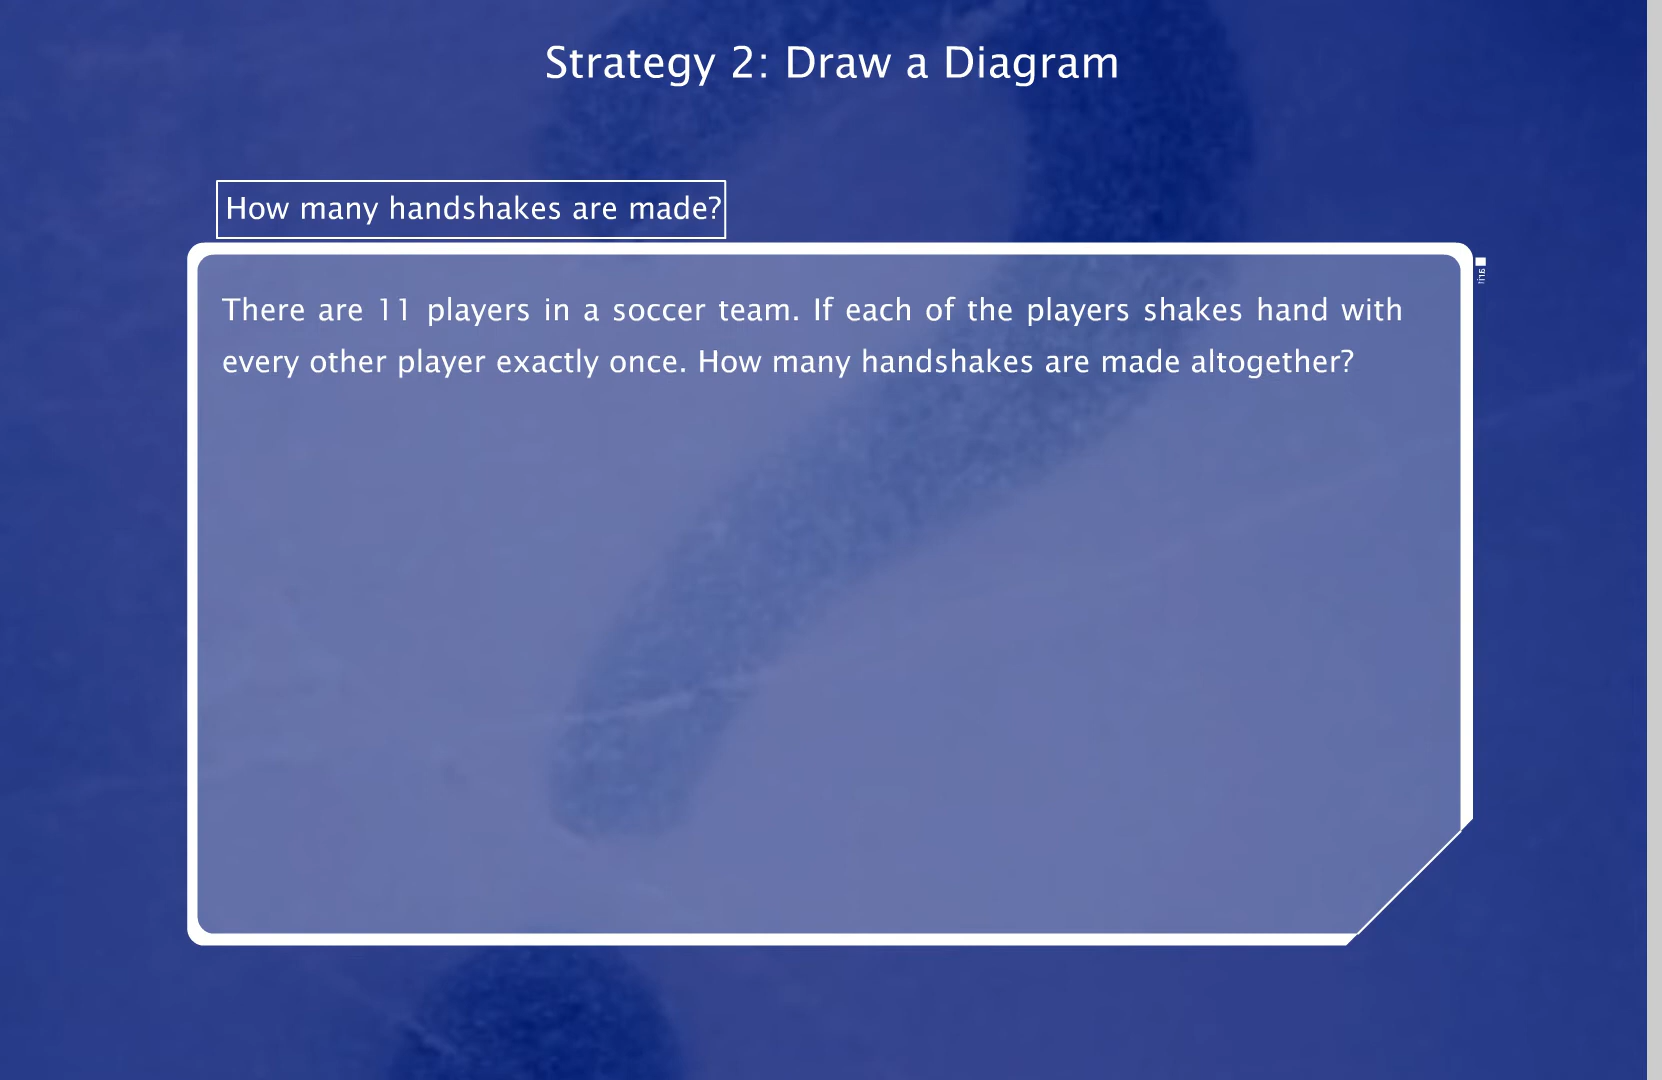 Strategy 2: Draw a Diagram
How many handshakes are made?
There are 11 players in a soccer team. If each of the players shakes hand with
every other player exactly once. How many handshakes are made altogether?